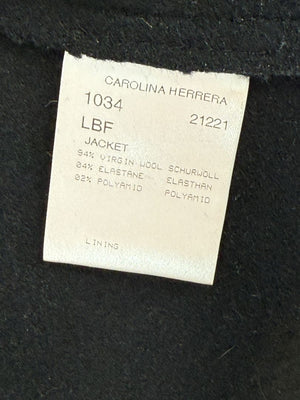 CAROLINA HERRERA
1034 21221
LBF
JACKET
94% VIRGIN WOOL SCHURWOLL
04% ELASTANE ELASTHAN
02% POLYAMID POLYAMID
LINING